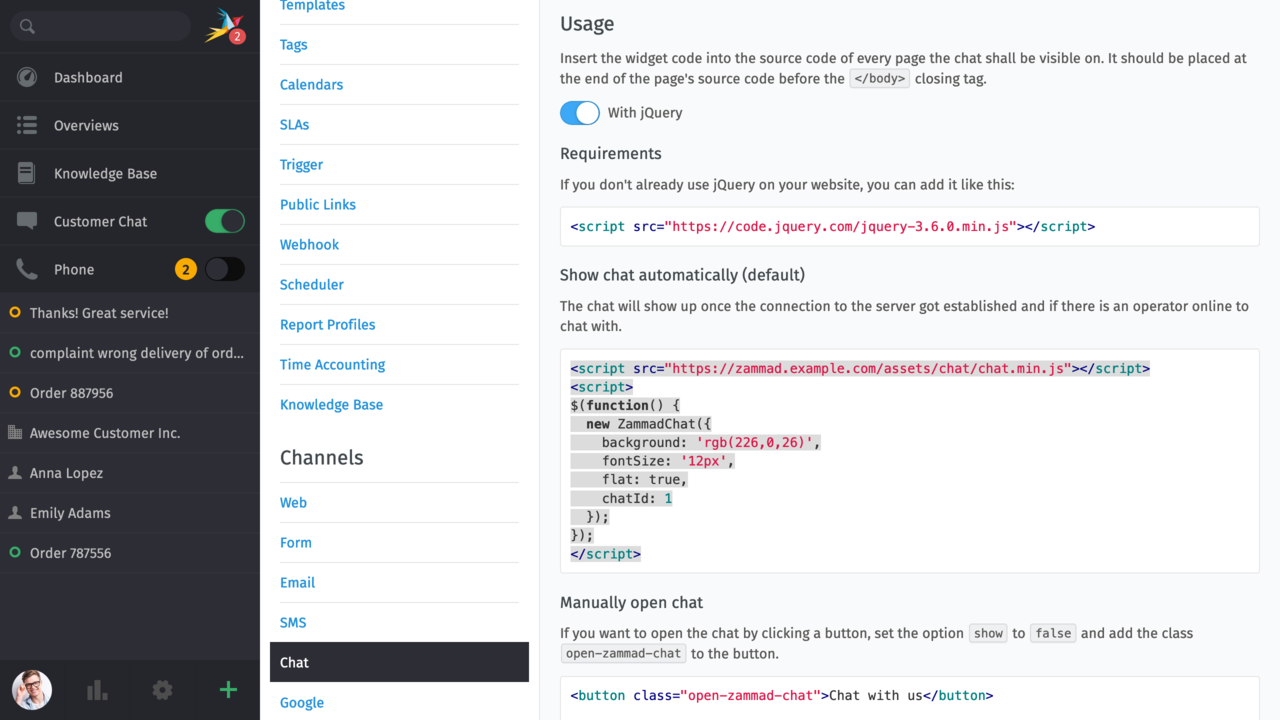 2
Dashboard
Overviews
Knowledge Base
Customer Chat
Phone
2
Thanks! Great service!
complaint wrong delivery of ord...
Order 887956
Awesome Customer Inc.
Anna Lopez
Emily Adams
Order 787556
Templates
Tags
Calendars
SLAs
Trigger
Public Links
Webhook
Scheduler
Report Profiles
Time Accounting
Knowledge Base
Channels
Web
Form
Email
SMS
Chat
Google
Usage
Insert the widget code into the source code of every page the chat shall be visible on. It should be placed at
the end of the page's source code before the </body> closing tag.
With jQuery
Requirements
If you don't already use jQuery on your website, you can add it like this:
<script src="https://code.jquery.com/jquery-3.6.0.min.js"></script>
Show chat automatically (default)
The chat will show up once the connection to the server got established and if there is an operator online to
chat with.
<script src="https://zammad.example.com/assets/chat/chat.min.js"></script>
<script>
$(function() {
  new ZammadChat({
    background: 'rgb(226,0,26)',
    fontSize: '12px',
    flat: true,
    chatId: 1
  });
});
</script>
Manually open chat
If you want to open the chat by clicking a button, set the option show to false and add the class
open-zammad-chat to the button.
<button class="open-zammad-chat">Chat with us</button>